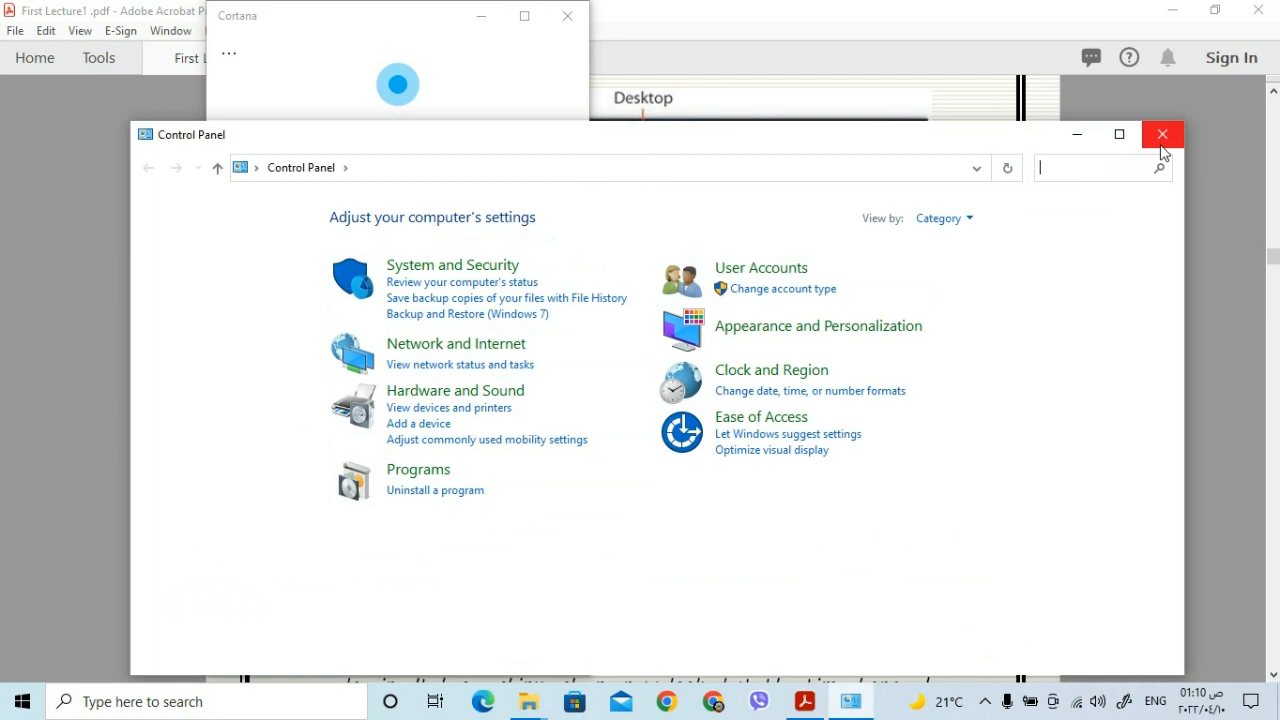 First Lecture1 .pdf - Adobe Acrobat P
File Edit View E-Sign Window
Home Tools First L
Sign In
Cortana
...
Desktop
Control Panel
Control Panel
Adjust your computer's settings
View by: Category
System and Security
Review your computer's status
Save backup copies of your files with File History
Backup and Restore (Windows 7)
Network and Internet
View network status and tasks
Hardware and Sound
View devices and printers
Add a device
Adjust commonly used mobility settings
Programs
Uninstall a program
User Accounts
Change account type
Appearance and Personalization
Clock and Region
Change date, time, or number formats
Ease of Access
Let Windows suggest settings
Optimize visual display
Type here to search
21°C
ENG
01:10 ص